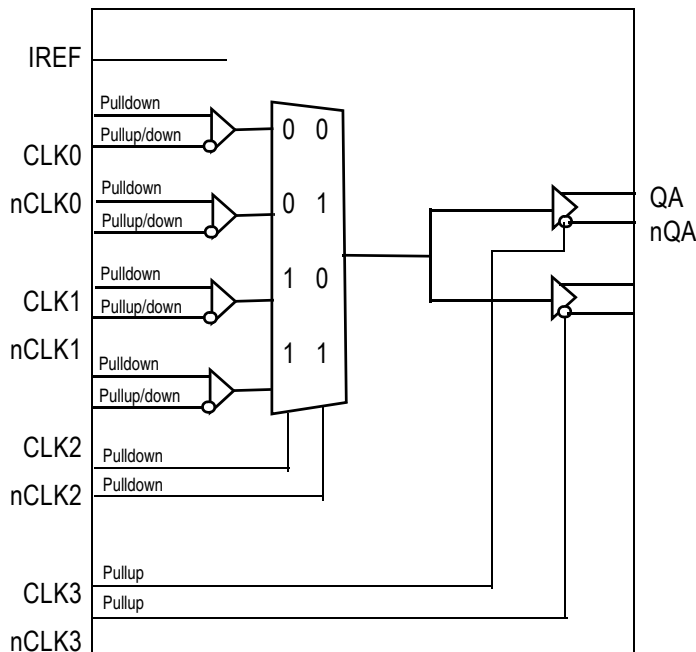 IREF
Pulldown
Pullup/down
CLK0
nCLK0
Pulldown
Pullup/down
CLK1
nCLK1
Pulldown
Pullup/down
Pulldown
Pullup/down
CLK2
nCLK2
Pulldown
Pulldown
CLK3
nCLK3
Pullup
Pullup
0 0
0 1
1 0
1 1
QA
nQA